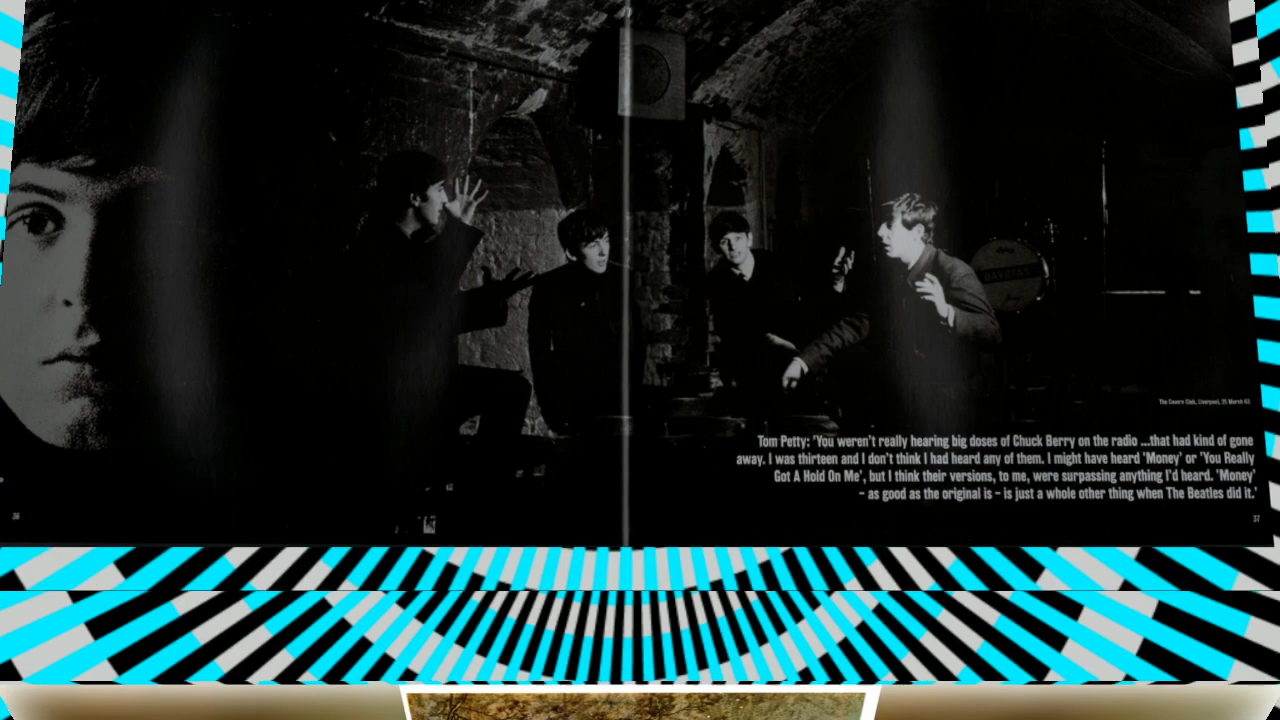 The Cavern Club, Liverpool, 25 March 63
Tom Petty: 'You weren't really hearing big doses of Chuck Berry on the radio ...that had kind of gone
away. I was thirteen and I don't think I had heard any of them. I might have heard 'Money' or 'You Really
Got A Hold On Me', but I think their versions, to me, were surpassing anything I'd heard. 'Money'
– as good as the original is – is just a whole other thing when The Beatles did it.'
36
37